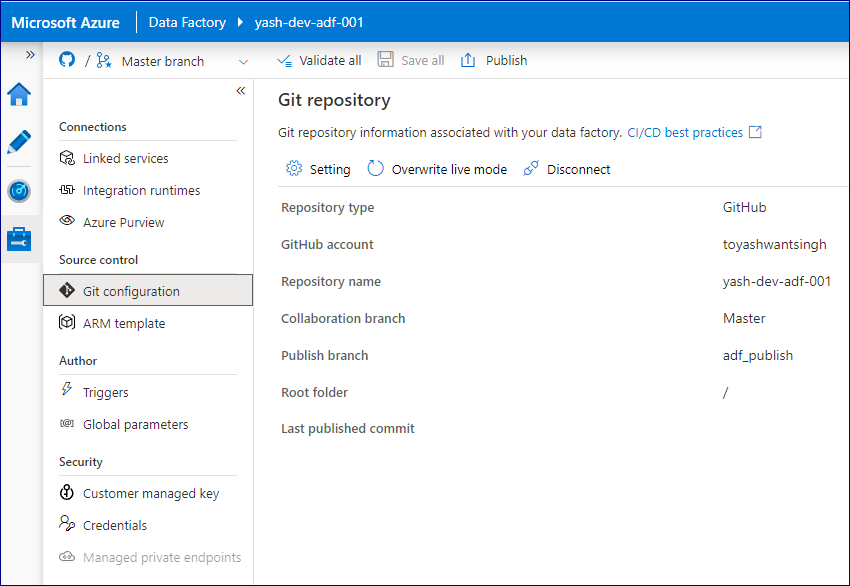 Microsoft Azure Data Factory yash-dev-adf-001
/ Master branch Validate all Save all Publish
Git repository
Git repository information associated with your data factory. CI/CD best practices
Setting Overwrite live mode Disconnect
Connections
Linked services
Integration runtimes
Azure Purview
Source control
Git configuration
ARM template
Author
Triggers
Global parameters
Security
Customer managed key
Credentials
Managed private endpoints
Repository type GitHub
GitHub account toyashwantsingh
Repository name yash-dev-adf-001
Collaboration branch Master
Publish branch adf_publish
Root folder /
Last published commit